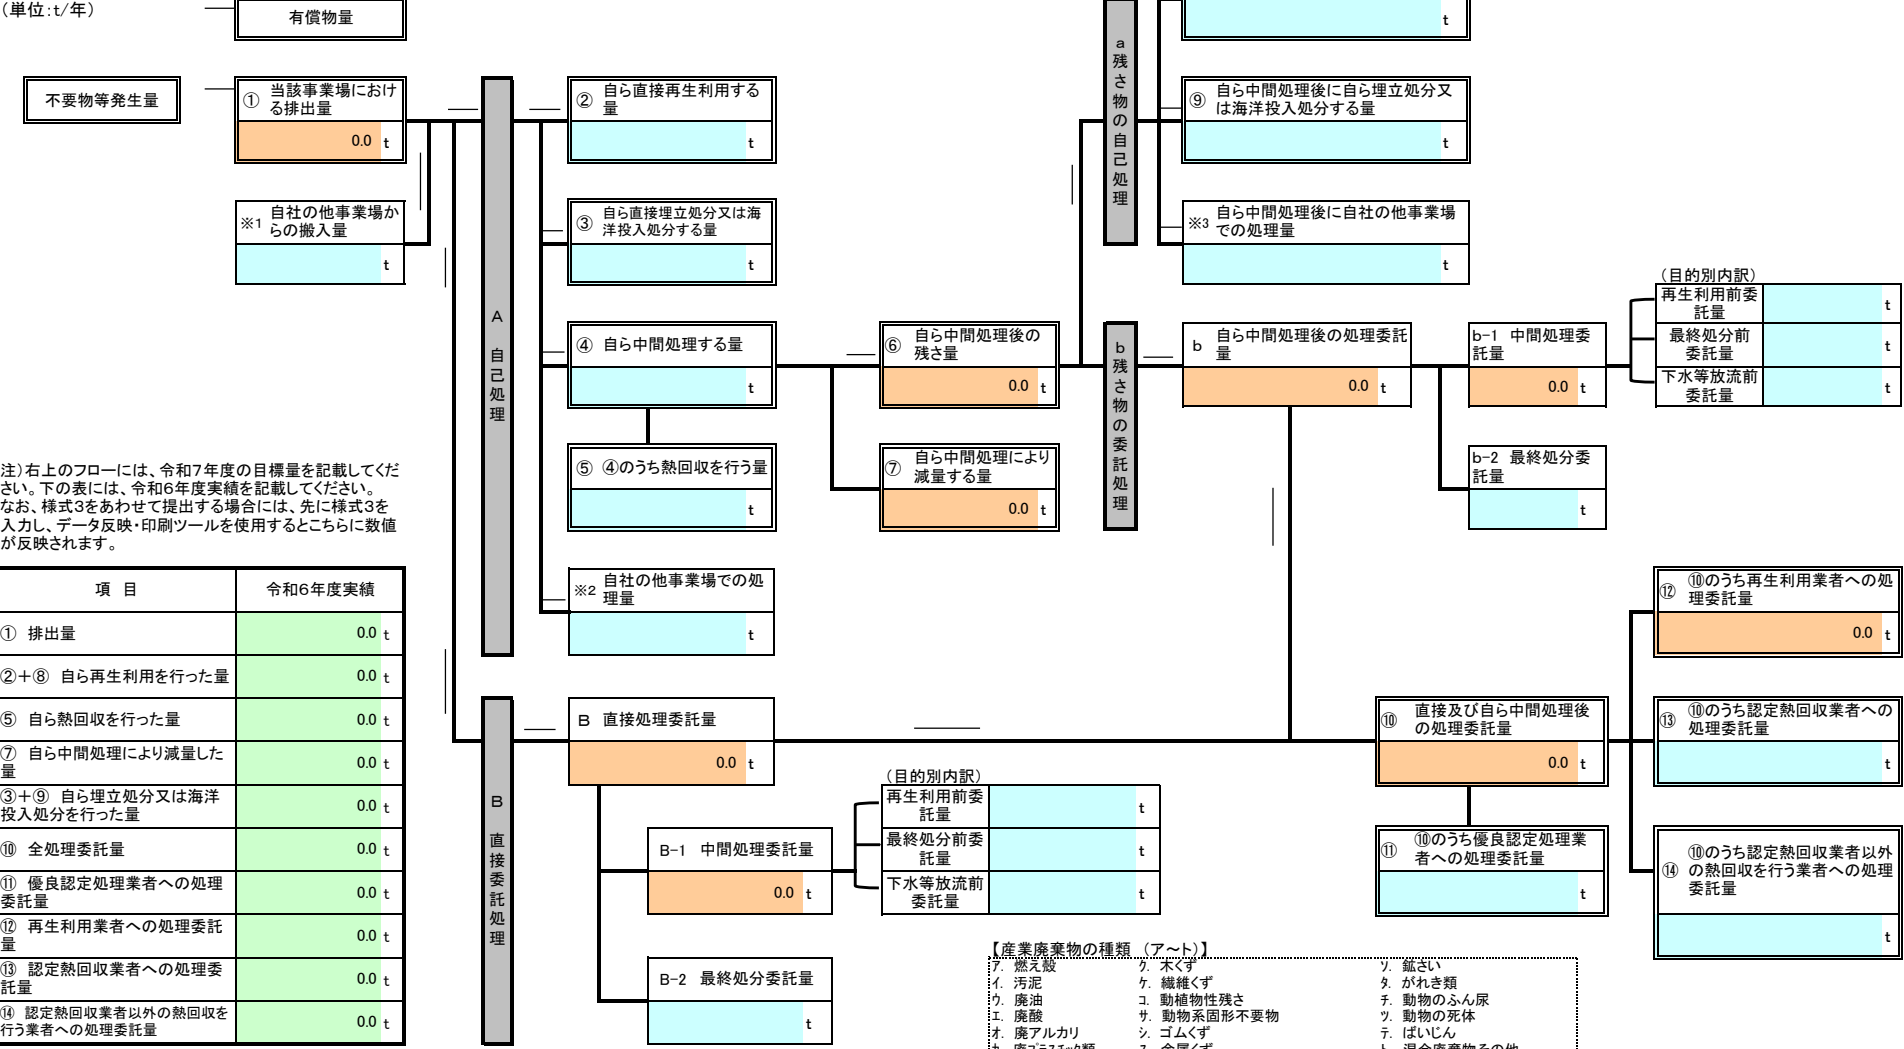 （単位：t/年）
有償物量
t
不要物等発生量
① 当該事業場におけ
る排出量
0.0 t
※1 自社の他事業場か
らの搬入量
t
A
自己処理
② 自ら直接再生利用する
量
t
③ 自ら直接埋立処分又は海
洋投入処分する量
t
④ 自ら中間処理する量
t
⑤ ④のうち熱回収を行う量
t
※2 自社の他事業場での処
理量
t
⑥ 自ら中間処理後の
残さ量
0.0 t
⑦ 自ら中間処理により
減量する量
0.0 t
a残さ物の自己処理
⑨ 自ら中間処理後に自ら埋立処分又
は海洋投入処分する量
t
※3 自ら中間処理後に自社の他事業場
での処理量
t
b残さ物の委託処理
b 自ら中間処理後の処理委託
量
0.0 t
b-1 中間処理委
託量
0.0 t
b-2 最終処分委
託量
t
（目的別内訳）
再生利用前委
託量
t
最終処分前
委託量
t
下水等放流前
委託量
t
注）右上のフローには、令和7年度の目標量を記載してくだ
さい。下の表には、令和6年度実績を記載してください。
なお、様式3をあわせて提出する場合には、先に様式3を
入力し、データ反映・印刷ツールを使用するとこちらに数値
が反映されます。
項 目 令和6年度実績
① 排出量 0.0 t
②＋⑧ 自ら再生利用を行った量 0.0 t
⑤ 自ら熱回収を行った量 0.0 t
⑦ 自ら中間処理により減量した
量 0.0 t
③＋⑨ 自ら埋立処分又は海洋
投入処分を行った量 0.0 t
⑩ 全処理委託量 0.0 t
⑪ 優良認定処理業者への処理
委託量 0.0 t
⑫ 再生利用業者への処理委託
量 0.0 t
⑬ 認定熱回収業者への処理委
託量 0.0 t
⑭ 認定熱回収業者以外の熱回収を
行う業者への処理委託量 0.0 t
B
直接委託処理
B 直接処理委託量
0.0 t
B-1 中間処理委託量
0.0 t
B-2 最終処分委託量
t
（目的別内訳）
再生利用前委
託量
t
最終処分前委
託量
t
下水等放流前
委託量
t
⑩ 直接及び自ら中間処理後
の処理委託量
0.0 t
⑪ ⑩のうち優良認定処理業
者への処理委託量
t
⑫ ⑩のうち再生利用業者への処
理委託量
0.0 t
⑬ ⑩のうち認定熱回収業者への
処理委託量
t
⑭ ⑩のうち認定熱回収業者以外
の熱回収を行う業者への処理
委託量
t
【産業廃棄物の種類 （ア～ト）】
ア. 燃え殻 ク. 木くず ソ. 鉱さい
イ. 汚泥 ケ. 繊維くず タ. がれき類
ウ. 廃油 コ. 動植物性残さ チ. 動物のふん尿
エ. 廃酸 サ. 動物系固形不要物 ツ. 動物の死体
オ. 廃アルカリ シ. ゴムくず テ. ばいじん
カ. 廃プラスチック類 ス. 金属くず ト. 混合廃棄物その他